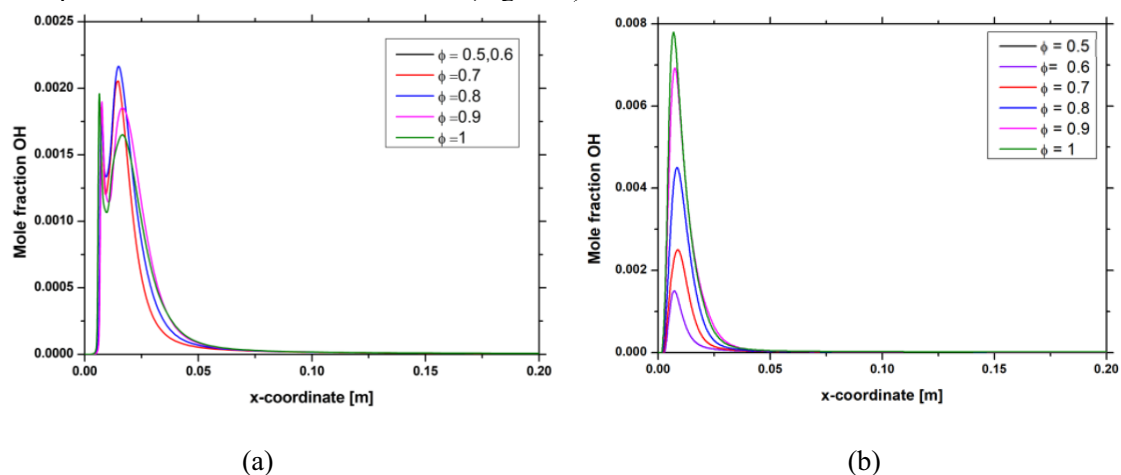 0.0025
0.0020
0.0015
0.0010
0.0005
0.0000
Mole fraction OH
0.00
0.05
0.10
0.15
0.20
x-coordinate [m]
ϕ = 0.5,0.6
ϕ =0.7
ϕ =0.8
ϕ =0.9
ϕ =1
(a)
0.008
0.006
0.004
0.002
0.000
Mole fraction OH
0.00
0.05
0.10
0.15
0.20
x-coordinate [m]
ϕ = 0.5
ϕ= 0.6
ϕ = 0.7
ϕ = 0.8
ϕ = 0.9
ϕ = 1
(b)